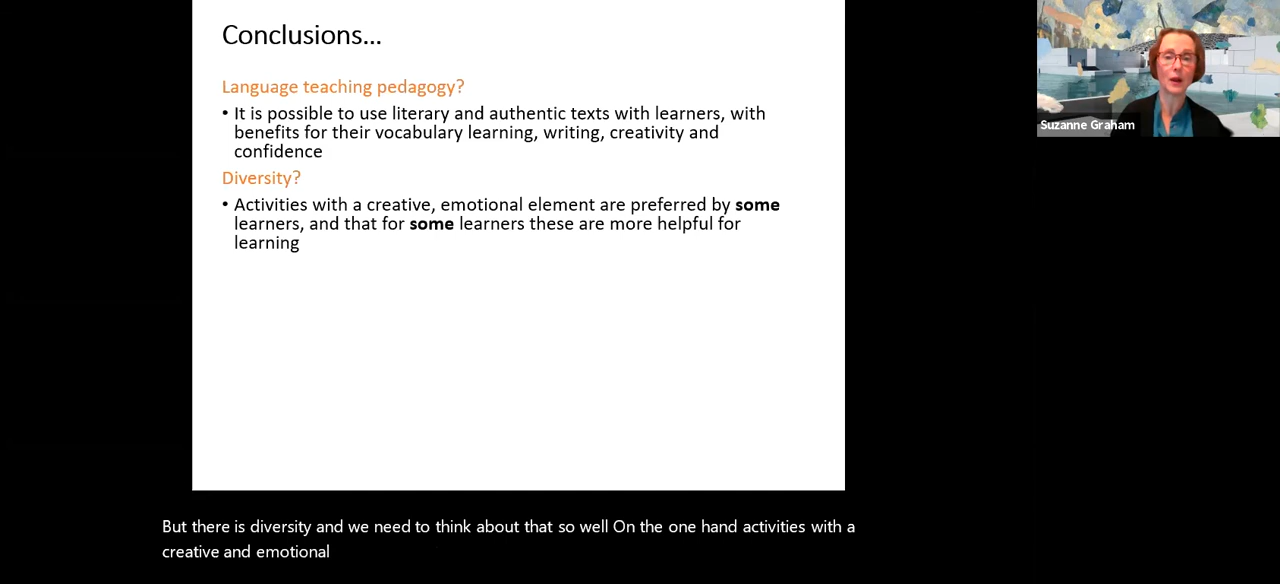 Conclusions...
Language teaching pedagogy?
• It is possible to use literary and authentic texts with learners, with
benefits for their vocabulary learning, writing, creativity and
confidence
Diversity?
• Activities with a creative, emotional element are preferred by some
learners, and that for some learners these are more helpful for
learning
Suzanne Graham
But there is diversity and we need to think about that so well On the one hand activities with a
creative and emotional